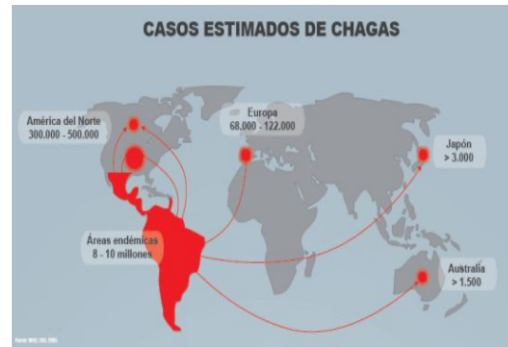 CASOS ESTIMADOS DE CHAGAS
América del Norte
300.000 - 500.000
Europa
68.000 - 122.000
Japón
> 3.000
Áreas endémicas
8 - 10 millones
Australia
> 1.500